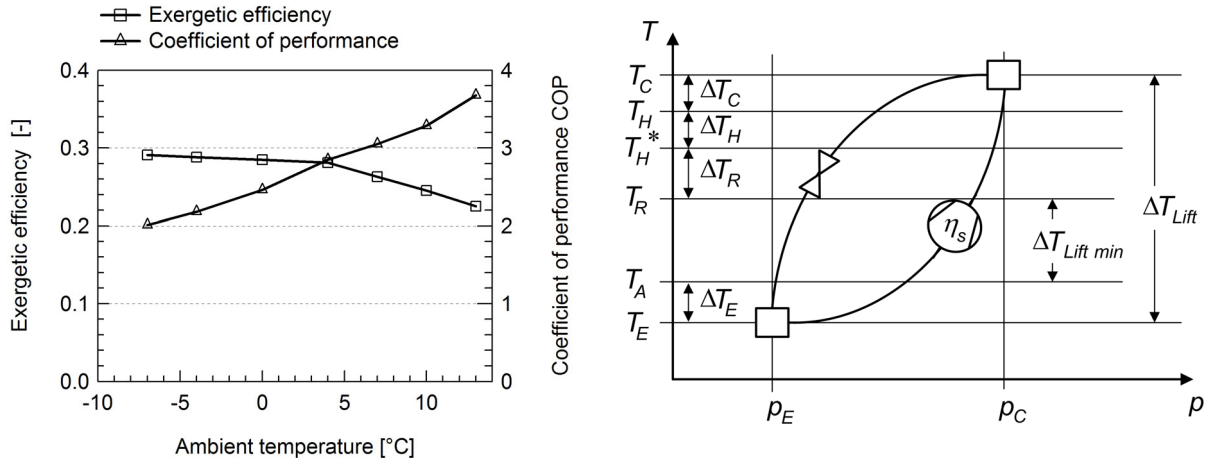 Exergetic efficiency
Coefficient of performance
0.4
0.3
0.2
0.1
0.0
4
3
2
1
0
-10
-5
0
5
10
Exergetic efficiency [-]
Coefficient of performance COP
Ambient temperature [°C]
T
T_C
T_H
T_H*
T_R
T_A
T_E
ΔT_C
ΔT_H
ΔT_R
ΔT_E
η_s
ΔT_Lift min
ΔT_Lift
p_E
p_C
p